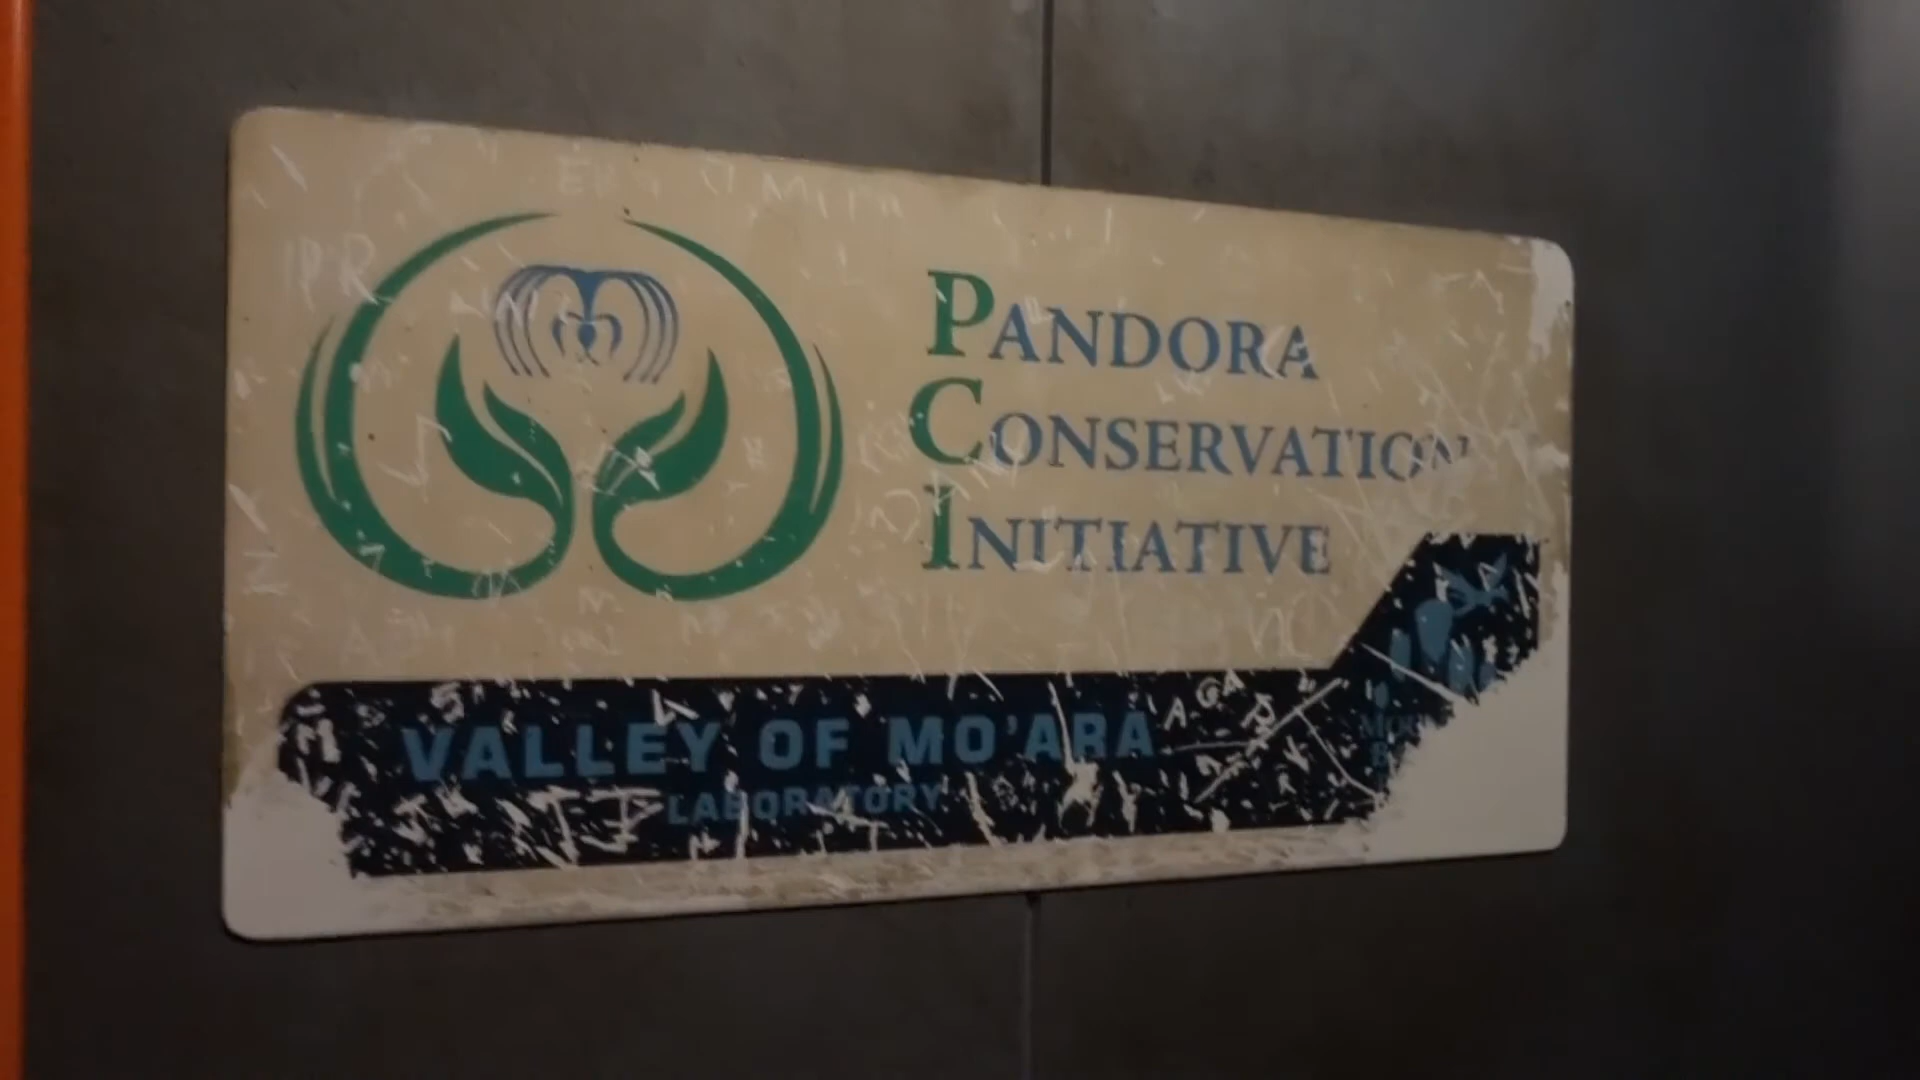 PANDORA
CONSERVATION
INITIATIVE
VALLEY OF MO'ARA
LABORATORY